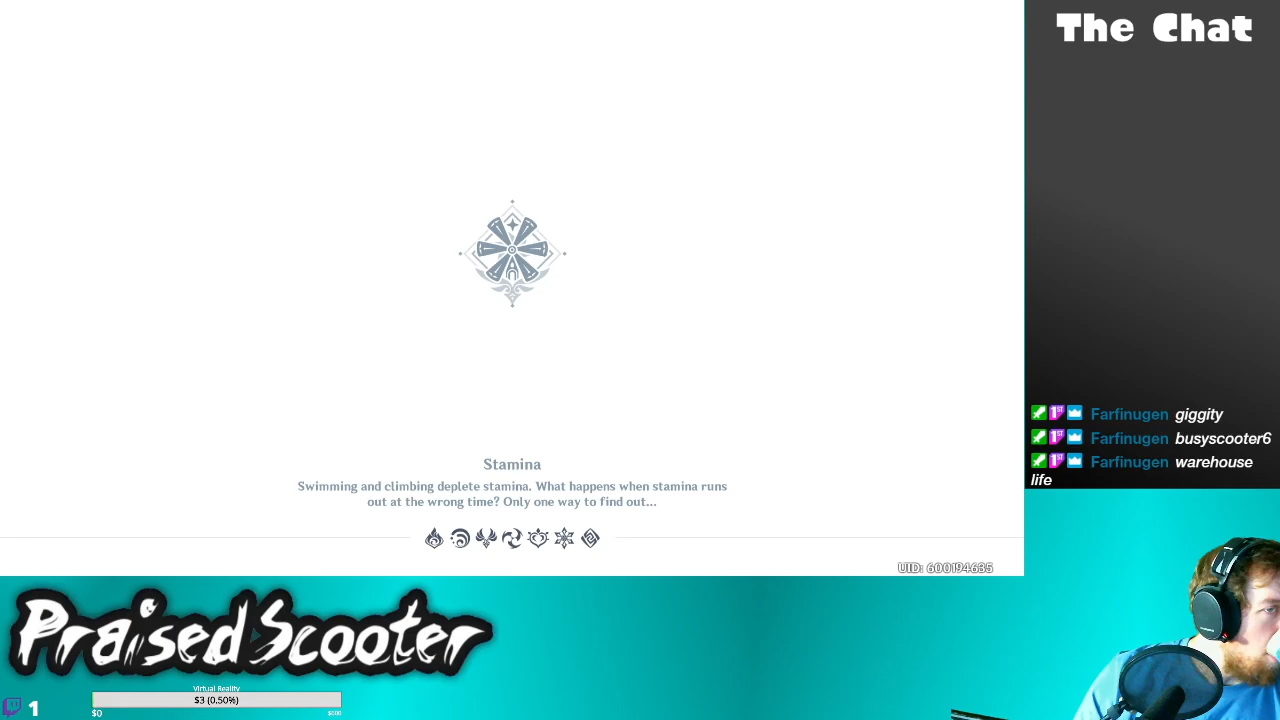 The Chat
Farfinugen giggity
Farfinugen busyscooter6
Farfinugen warehouse
life
Stamina
Swimming and climbing deplete stamina. What happens when stamina runs
out at the wrong time? Only one way to find out...
UID: 600194635
PraisedScooter
1
Virtual Reality
$3 (0.50%)
$0
$600